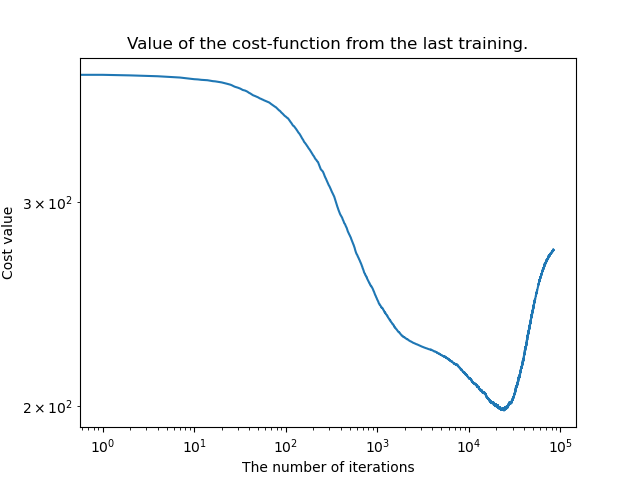 Value of the cost-function from the last training.
Cost value
3 × 10²
2 × 10²
10⁰ 10¹ 10² 10³ 10⁴ 10⁵
The number of iterations